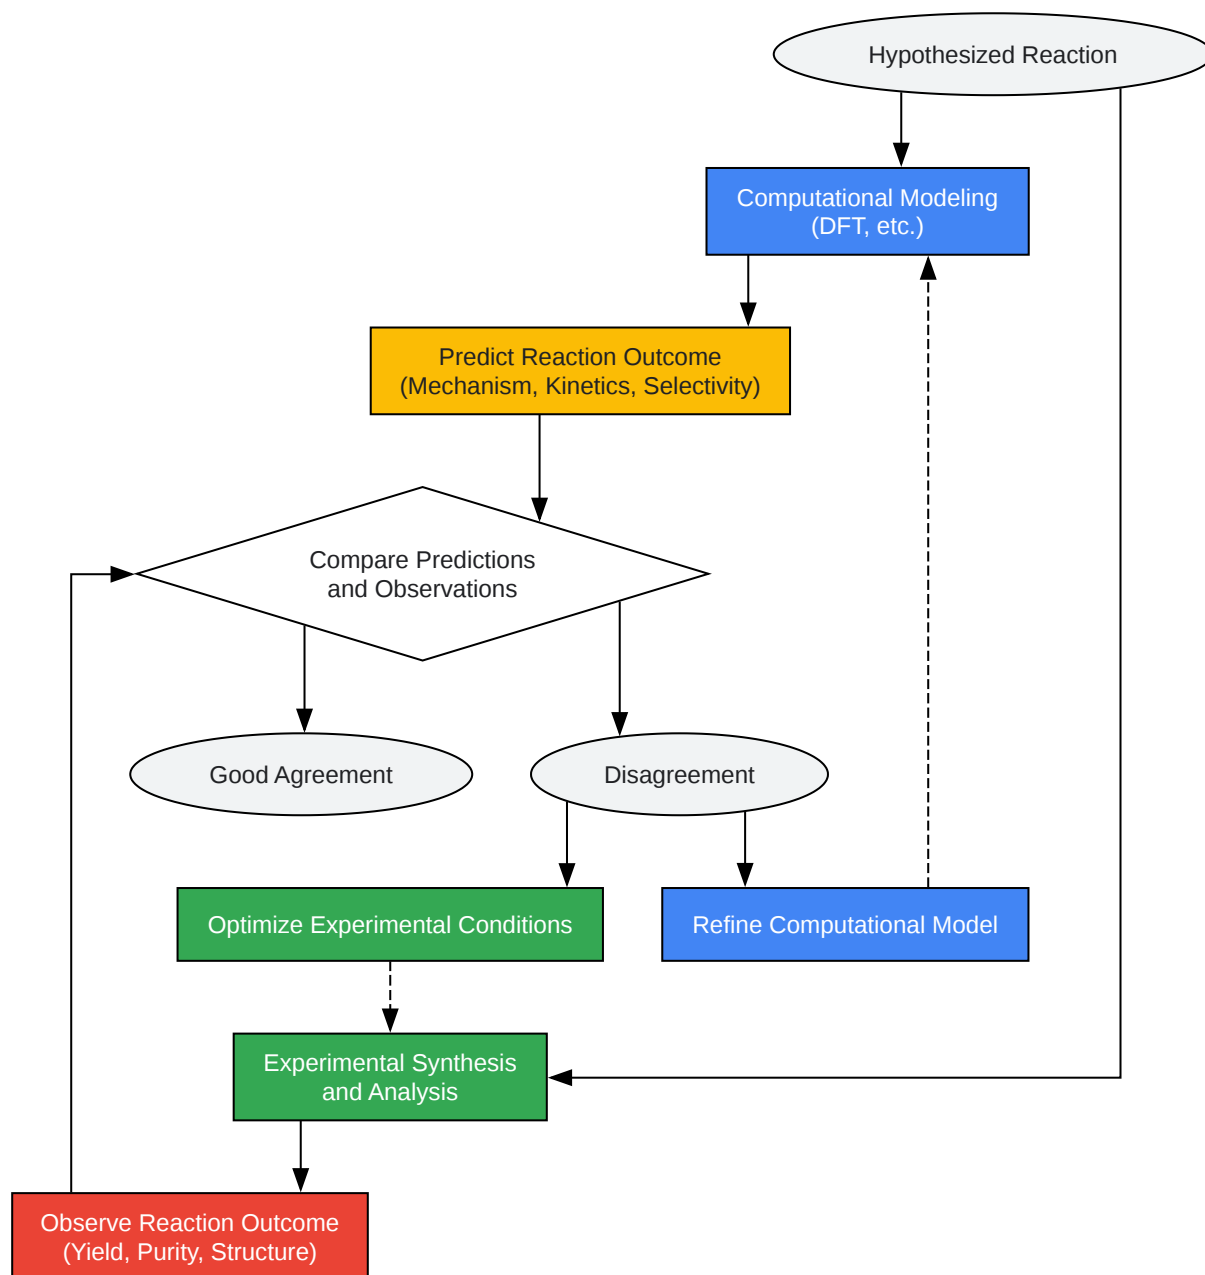 Hypothesized Reaction
Computational Modeling
(DFT, etc.)
Predict Reaction Outcome
(Mechanism, Kinetics, Selectivity)
Compare Predictions
and Observations
Good Agreement
Disagreement
Optimize Experimental Conditions
Refine Computational Model
Experimental Synthesis
and Analysis
Observe Reaction Outcome
(Yield, Purity, Structure)